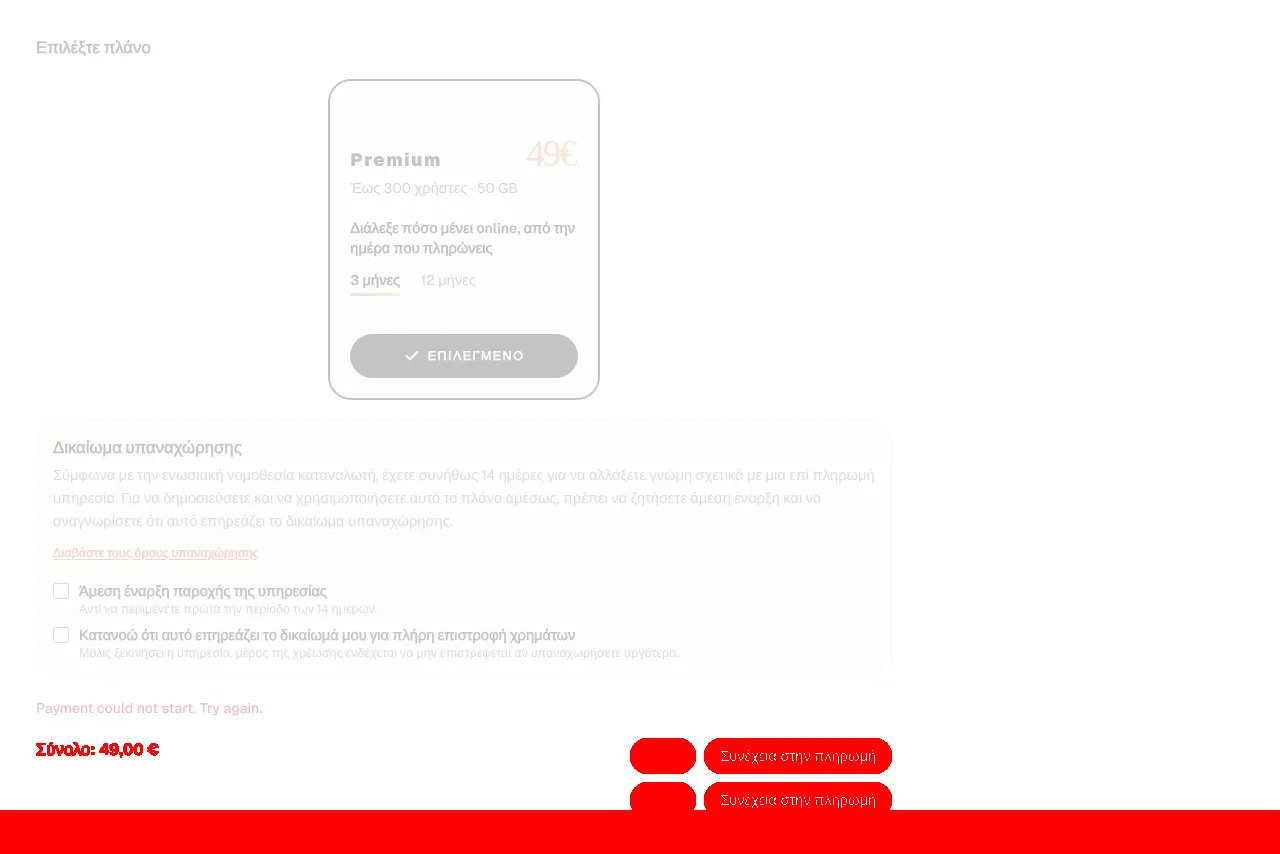 Επιλέξτε πλάνο
Premium 49€
Έως 300 χρήστες · 50 GB
Διάλεξε πόσο μένει online, από την
ημέρα που πληρώνεις
3 μήνες 12 μήνες
ΕΠΙΛΕΓΜΕΝΟ
Δικαίωμα υπαναχώρησης
Σύμφωνα με την ενωσιακή νομοθεσία καταναλωτή, έχετε συνήθως 14 ημέρες για να αλλάξετε γνώμη σχετικά με μια επί πληρωμή
υπηρεσία. Για να δημοσιεύσετε και να χρησιμοποιήσετε αυτό το πλάνο αμέσως, πρέπει να ζητήσετε άμεση έναρξη και να
αναγνωρίσετε ότι αυτό επηρεάζει το δικαίωμα υπαναχώρησης.
Διαβάστε τους όρους υπαναχώρησης
Άμεση έναρξη παροχής της υπηρεσίας
Αντί να περιμένετε πρώτα την περίοδο των 14 ημερών.
Κατανοώ ότι αυτό επηρεάζει το δικαίωμά μου για πλήρη επιστροφή χρημάτων
Μόλις ξεκινήσει η υπηρεσία, μέρος της χρέωσης ενδέχεται να μην επιστρέφεται αν υπαναχωρήσετε αργότερα.
Payment could not start. Try again.
Σύνολο: 49,00 €
Συνέχεια στην πληρωμή
Συνέχεια στην πληρωμή